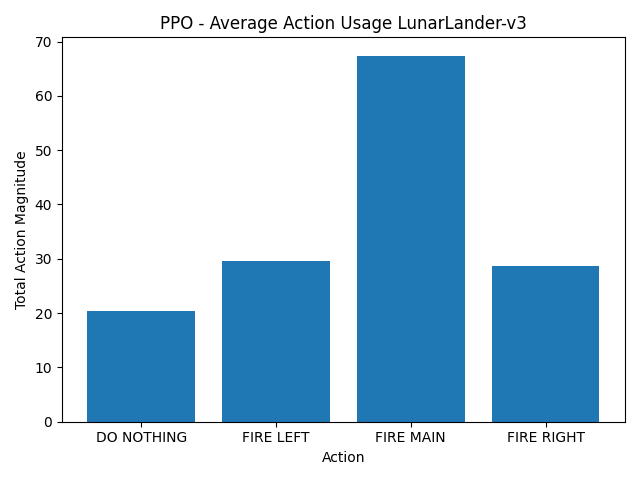 PPO - Average Action Usage LunarLander-v3
Total Action Magnitude
70
60
50
40
30
20
10
0
DO NOTHING FIRE LEFT FIRE MAIN FIRE RIGHT
Action